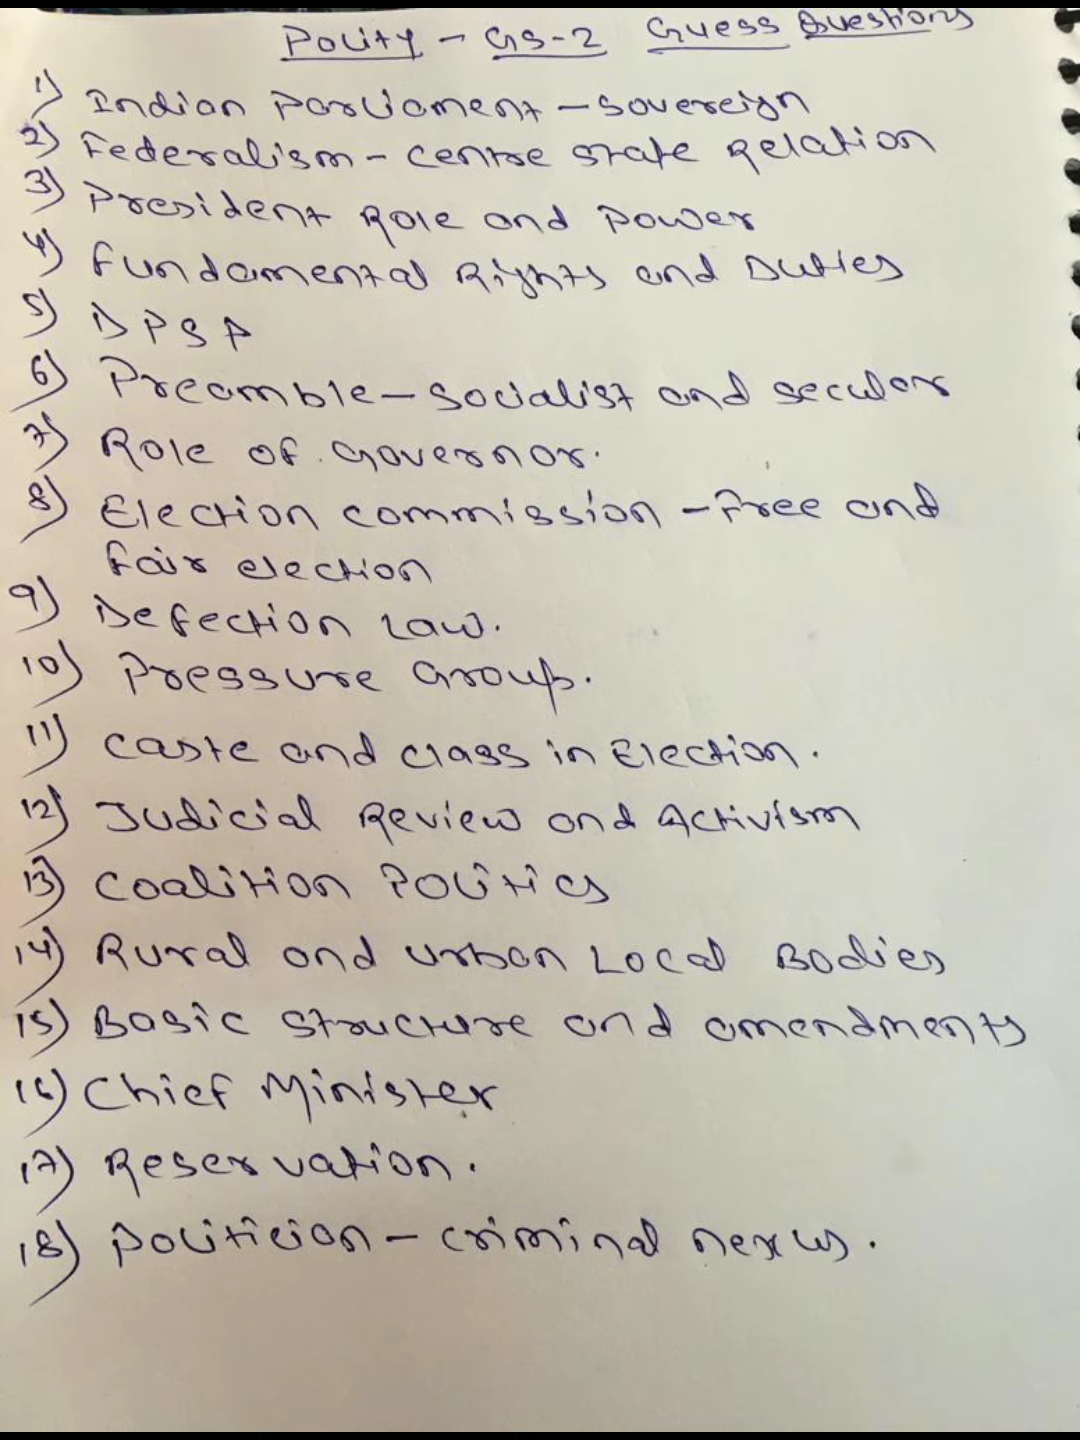 Polity - GS-2 Guess Questions
1) Indian Parliament - Sovereign
2) Federalism - Centre State Relation
3) President Role and Power
4) Fundamental Rights and Duties
5) DPSP
6) Preamble - Socialist and secular
7) Role of Governor.
8) Election Commission - Free and
fair election
9) Defection Law.
10) Pressure Group.
11) Caste and class in Election.
12) Judicial Review and Activism
13) Coalition Politics
14) Rural and Urban Local Bodies
15) Basic Structure and amendments
16) Chief Minister
17) Reservation.
18) Politician - criminal nexus.